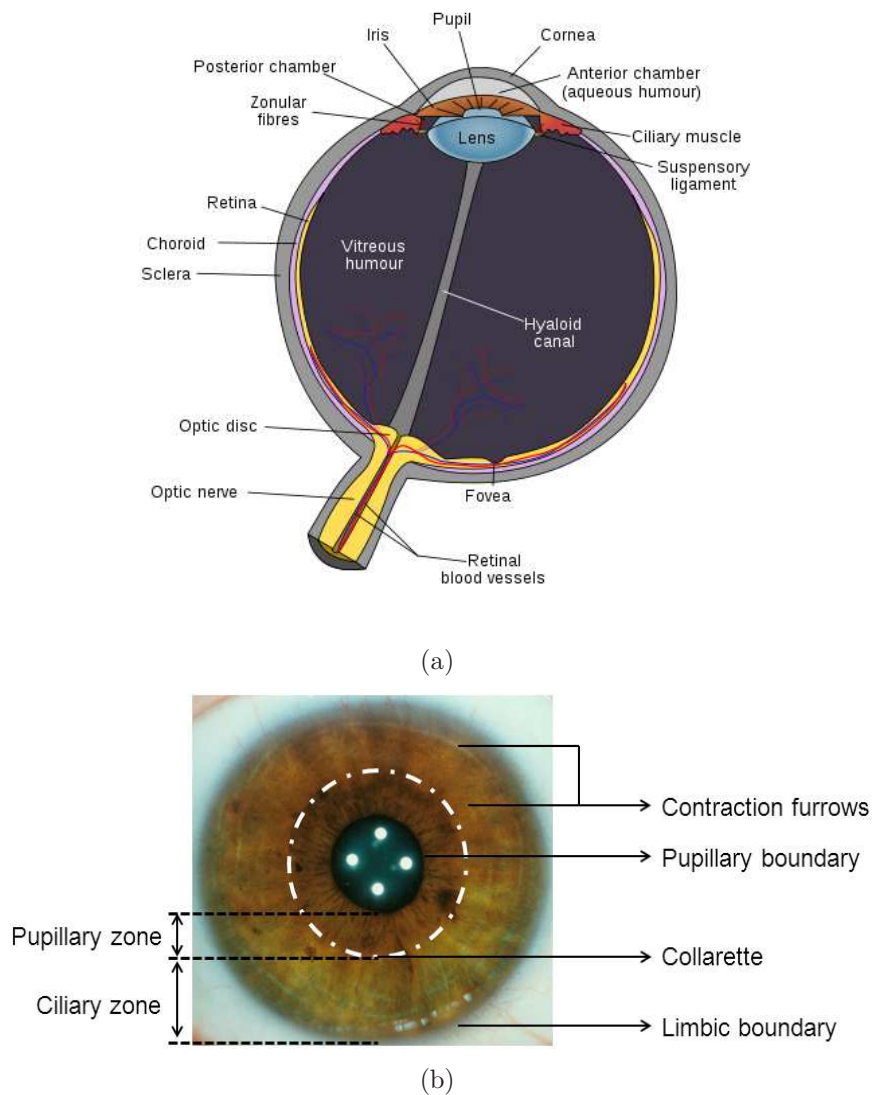 Pupil
Iris
Cornea
Posterior chamber
Anterior chamber
(aqueous humour)
Zonular
fibres
Lens
Ciliary muscle
Suspensory
ligament
Retina
Choroid
Sclera
Vitreous
humour
Hyaloid
canal
Optic disc
Optic nerve
Fovea
Retinal
blood vessels
(a)
Contraction furrows
Pupillary boundary
Pupillary zone
Collarette
Ciliary zone
Limbic boundary
(b)